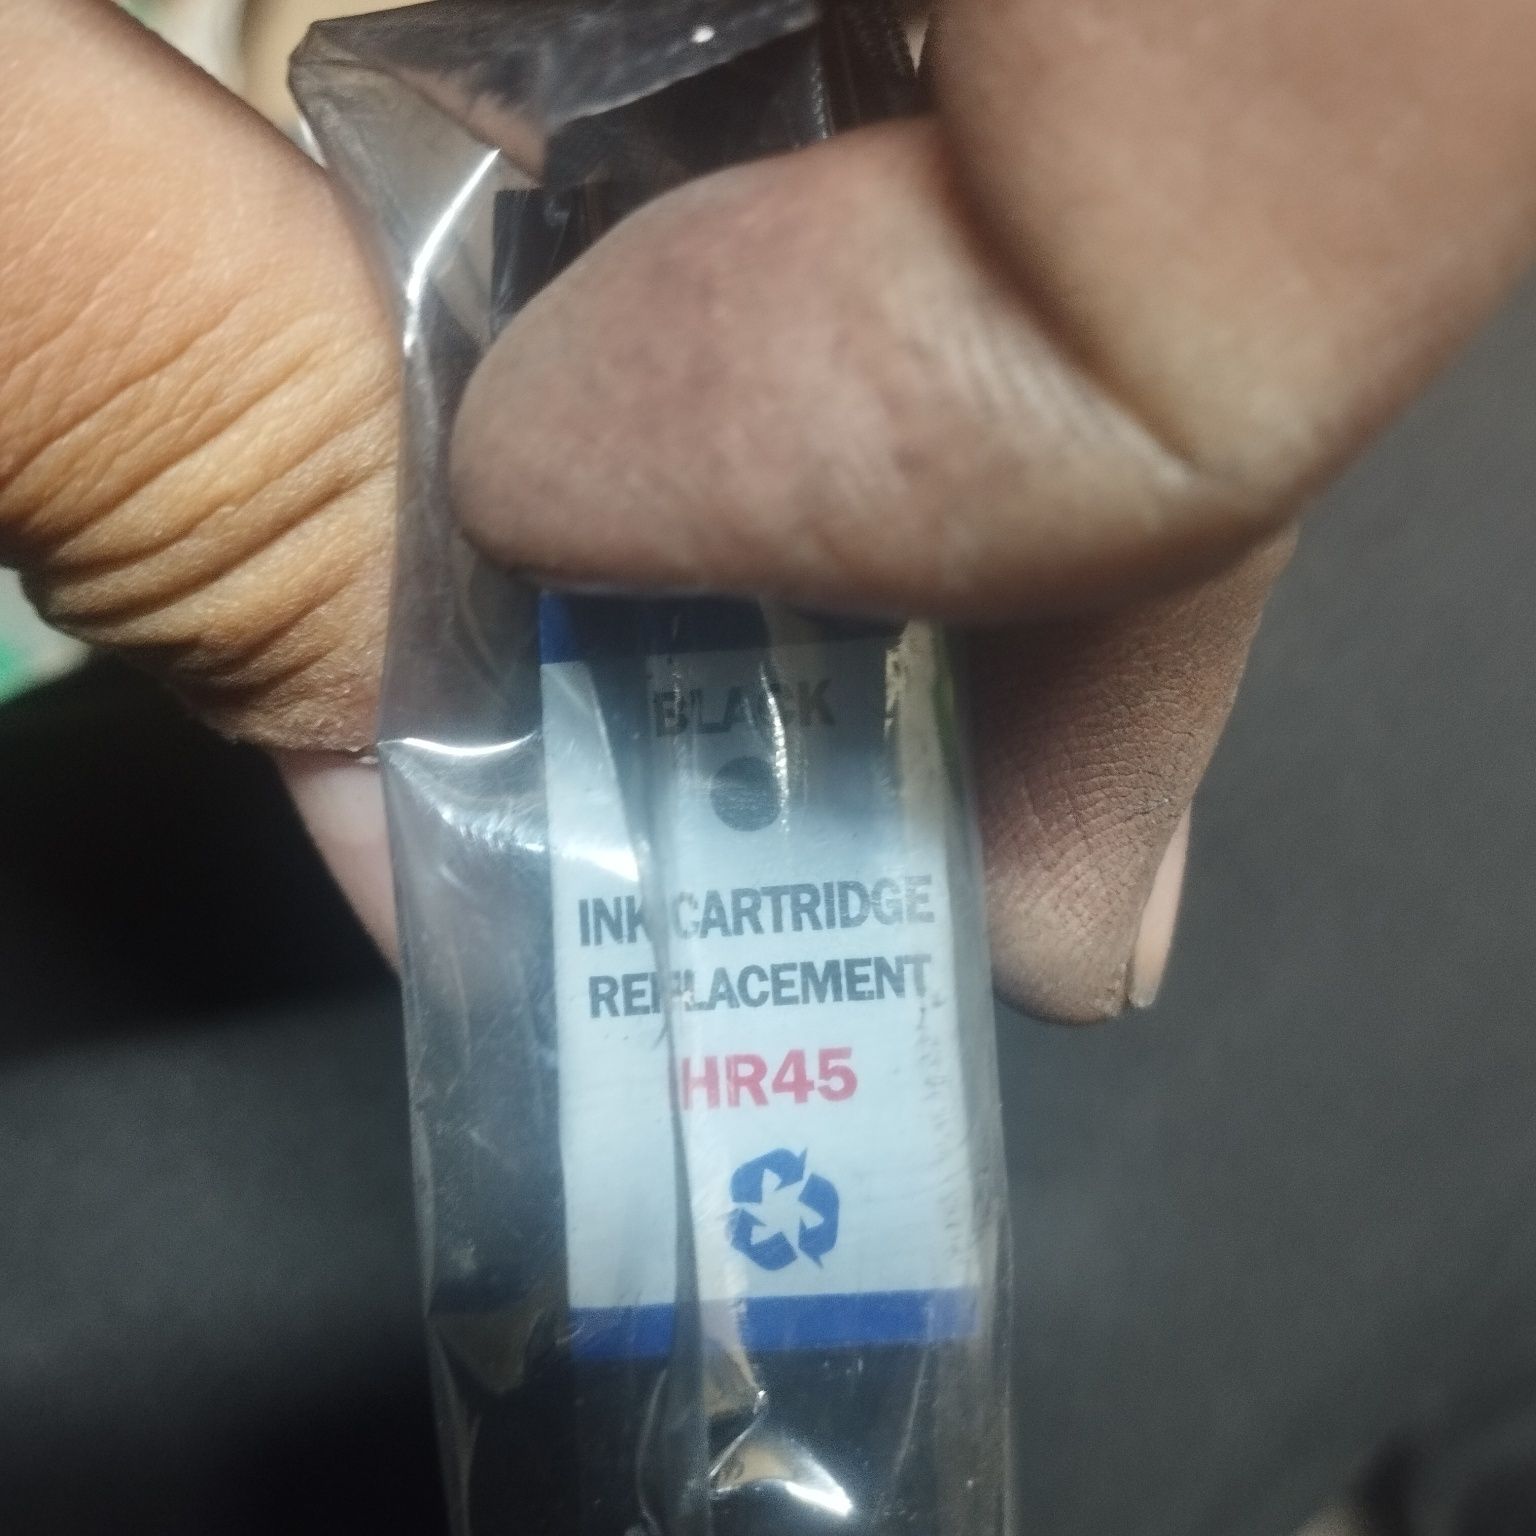 BLACK
INK CARTRIDGE
REPLACEMENT
HR45